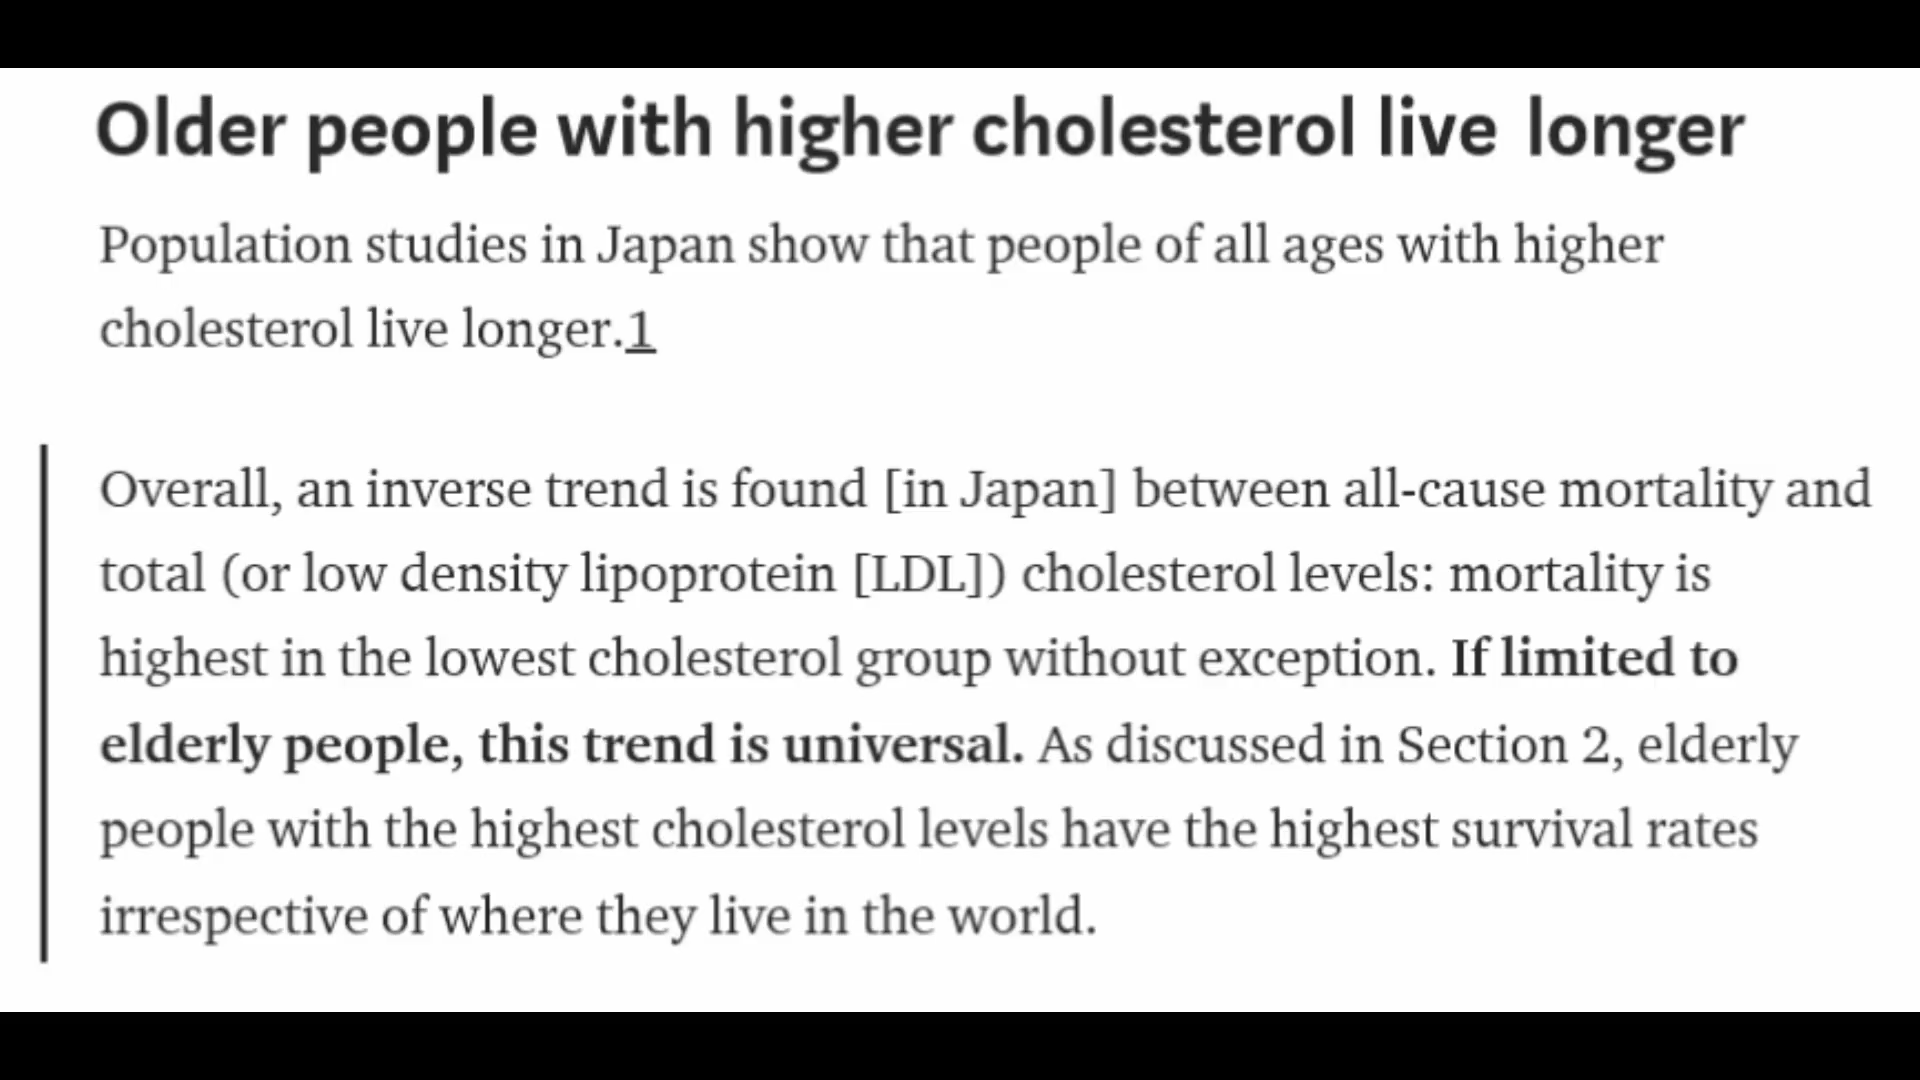 Older people with higher cholesterol live longer
Population studies in Japan show that people of all ages with higher
cholesterol live longer.1
Overall, an inverse trend is found [in Japan] between all-cause mortality and
total (or low density lipoprotein [LDL]) cholesterol levels: mortality is
highest in the lowest cholesterol group without exception. If limited to
elderly people, this trend is universal. As discussed in Section 2, elderly
people with the highest cholesterol levels have the highest survival rates
irrespective of where they live in the world.